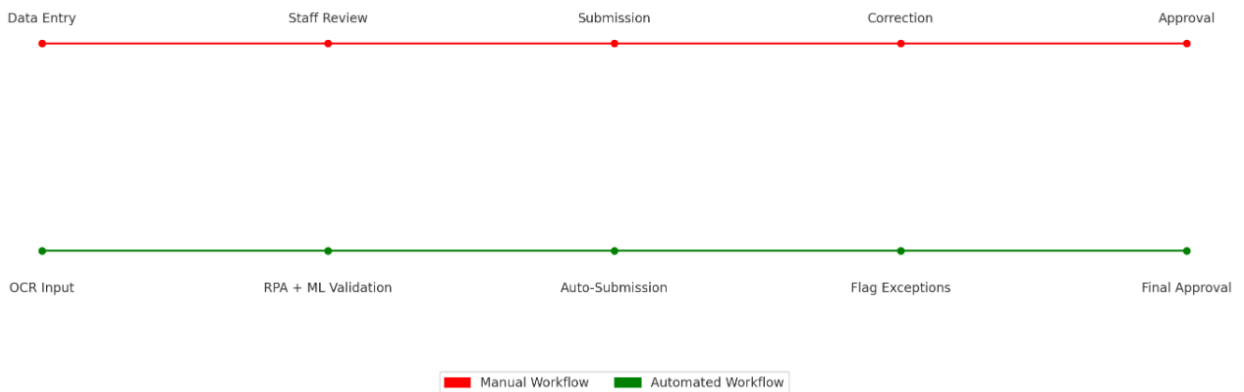 Data Entry Staff Review Submission Correction Approval
OCR Input RPA + ML Validation Auto-Submission Flag Exceptions Final Approval
Manual Workflow Automated Workflow